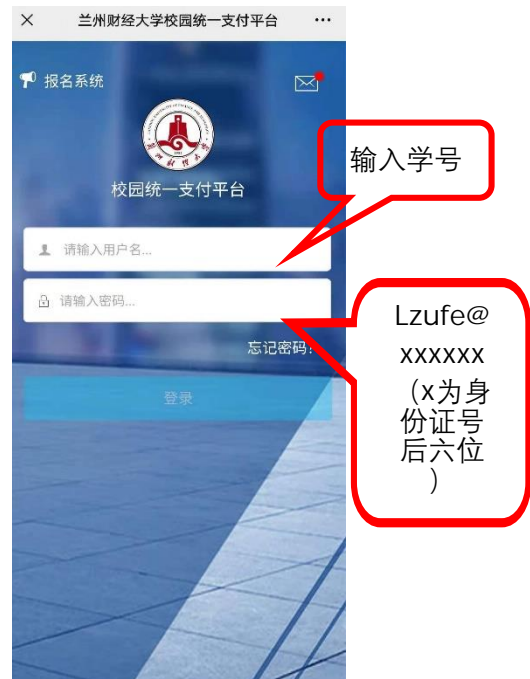 兰州财经大学校园统一支付平台
报名系统
校园统一支付平台
请输入用户名...
请输入密码...
忘记密码?
登录
输入学号
Lzufe@
xxxxxx
（x为身
份证号
后六位
）